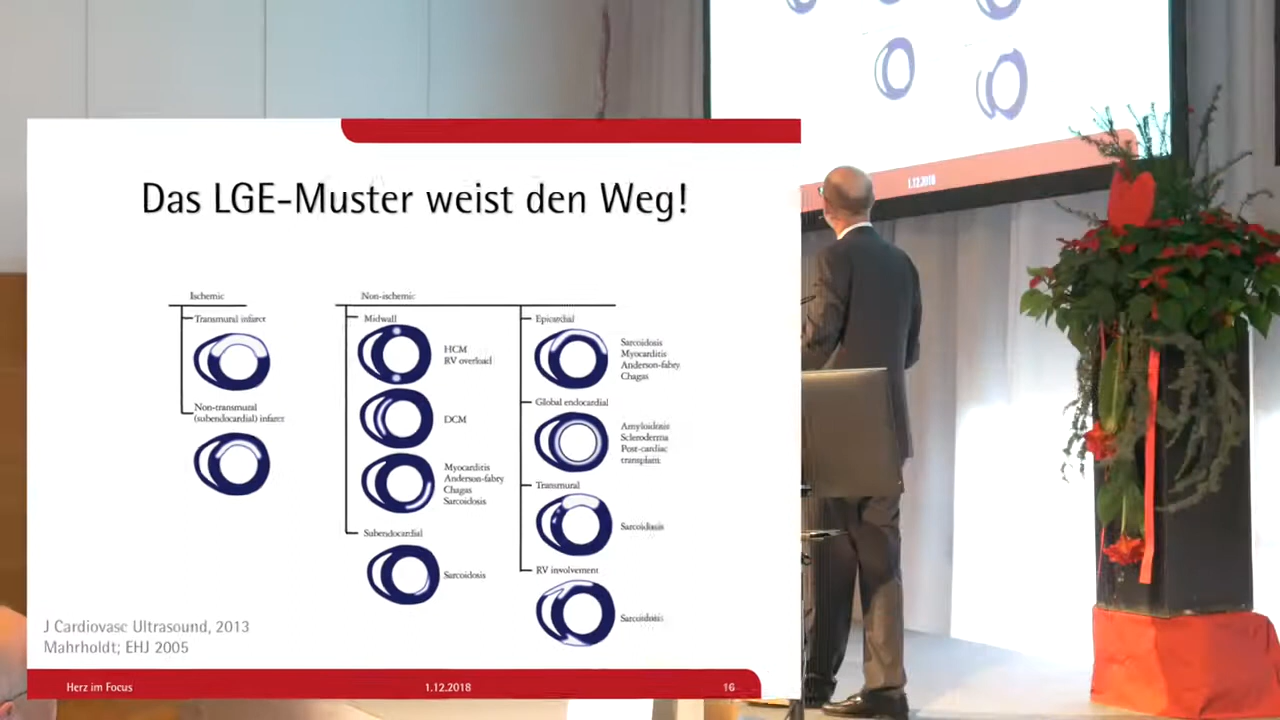 Das LGE-Muster weist den Weg!
Ischemic
Transmural infarct
Non-transmural
(subendocardial) infarct
Non-ischemic
Midwall
HCM
RV overload
DCM
Myocarditis
Anderson-fabry
Chagas
Sarcoidosis
Subendocardial
Sarcoidosis
Epicardial
Sarcoidosis
Myocarditis
Anderson-fabry
Chagas
Global endocardial
Amyloidosis
Scleroderma
Post-cardiac
transplant
Transmural
Sarcoidosis
RV involvement
Sarcoidosis
J Cardiovasc Ultrasound, 2013
Mahrholdt; EHJ 2005
Herz im Focus
1.12.2018
16
1.12.2018